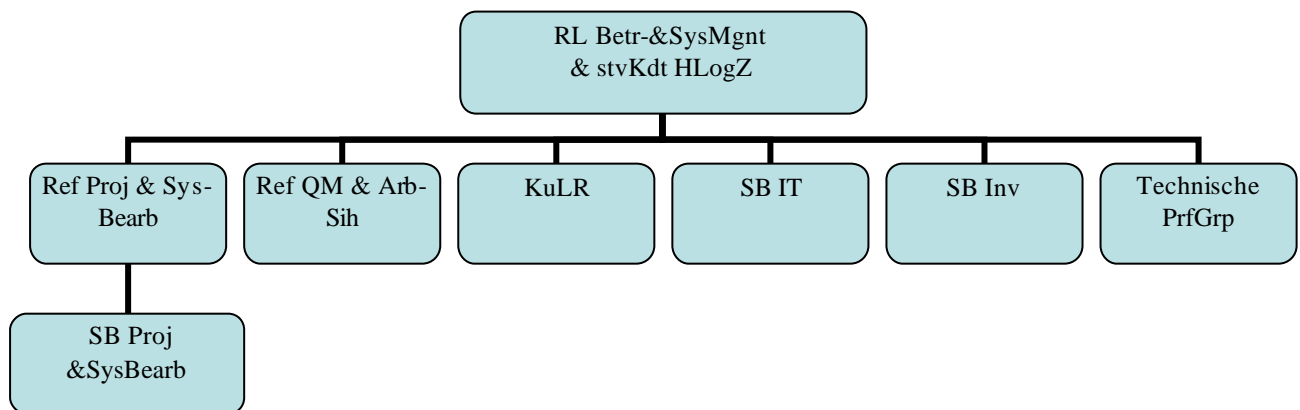 RL Betr-&SysMgnt
& stvKdt HLogZ
Ref Proj & Sys-
Bearb
Ref QM & Arb-
Sih
KuLR
SB IT
SB Inv
Technische
PrfGrp
SB Proj
&SysBearb